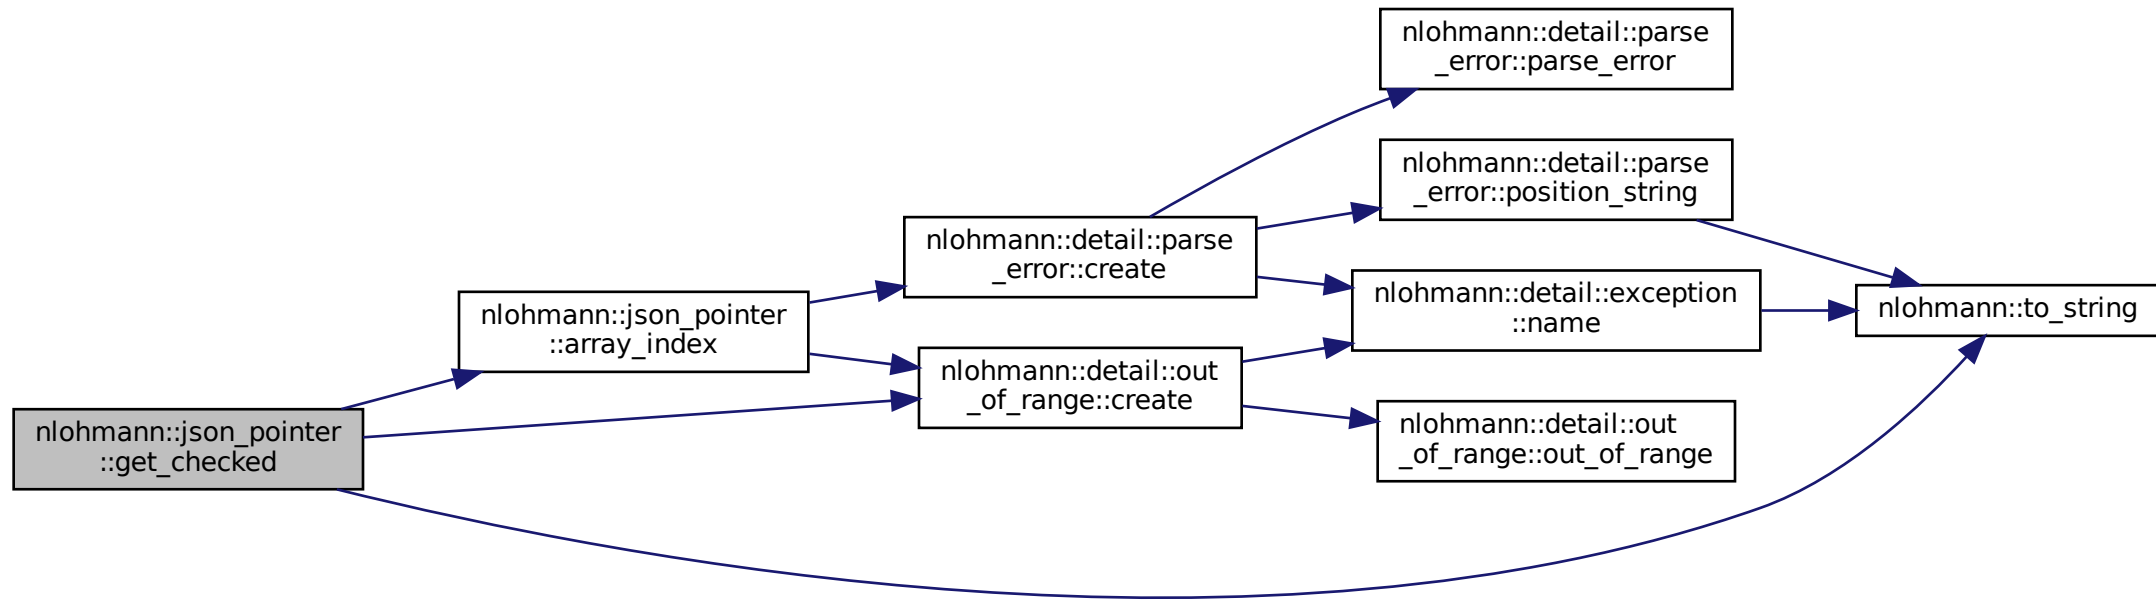 nlohmann::detail::parse
_error::parse_error
nlohmann::detail::parse
_error::position_string
nlohmann::detail::parse
_error::create
nlohmann::detail::exception
::name
nlohmann::to_string
nlohmann::json_pointer
::array_index
nlohmann::detail::out
_of_range::create
nlohmann::json_pointer
::get_checked
nlohmann::detail::out
_of_range::out_of_range